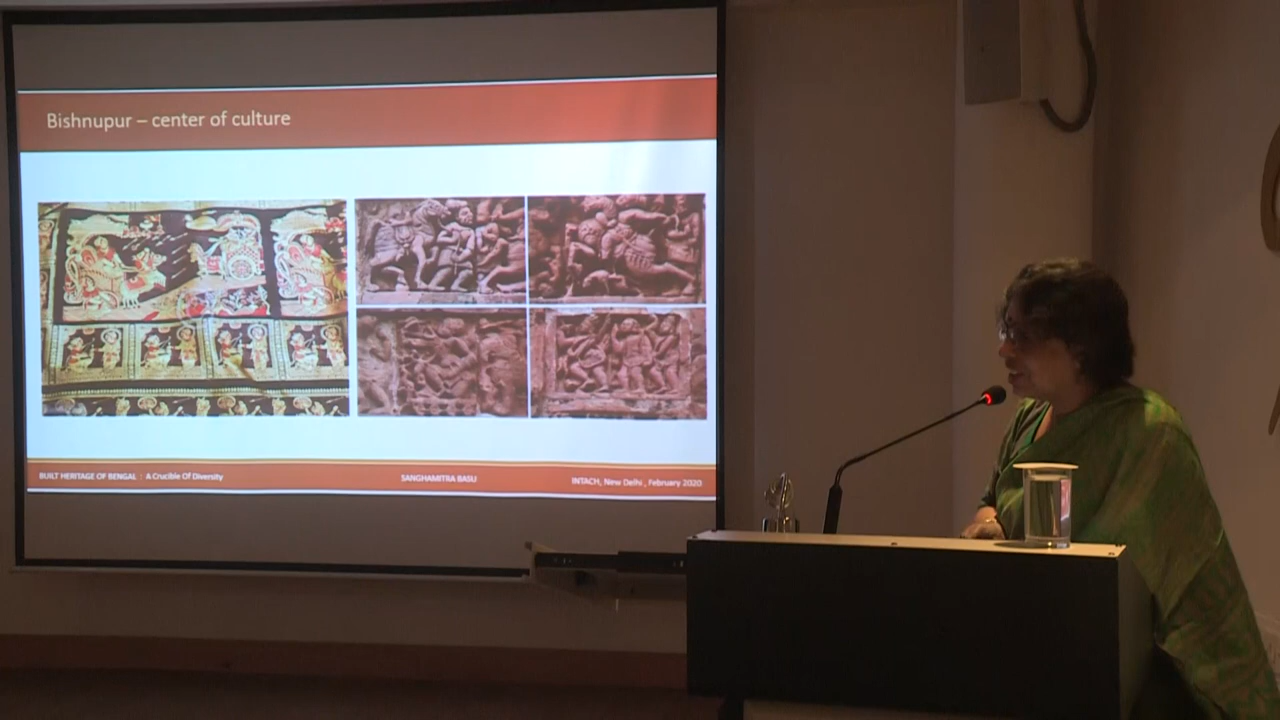 Bishnupur – center of culture
BUILT HERITAGE OF BENGAL : A Crucible Of Diversity
SANGHAMITRA BASU
INTACH, New Delhi , February 2020